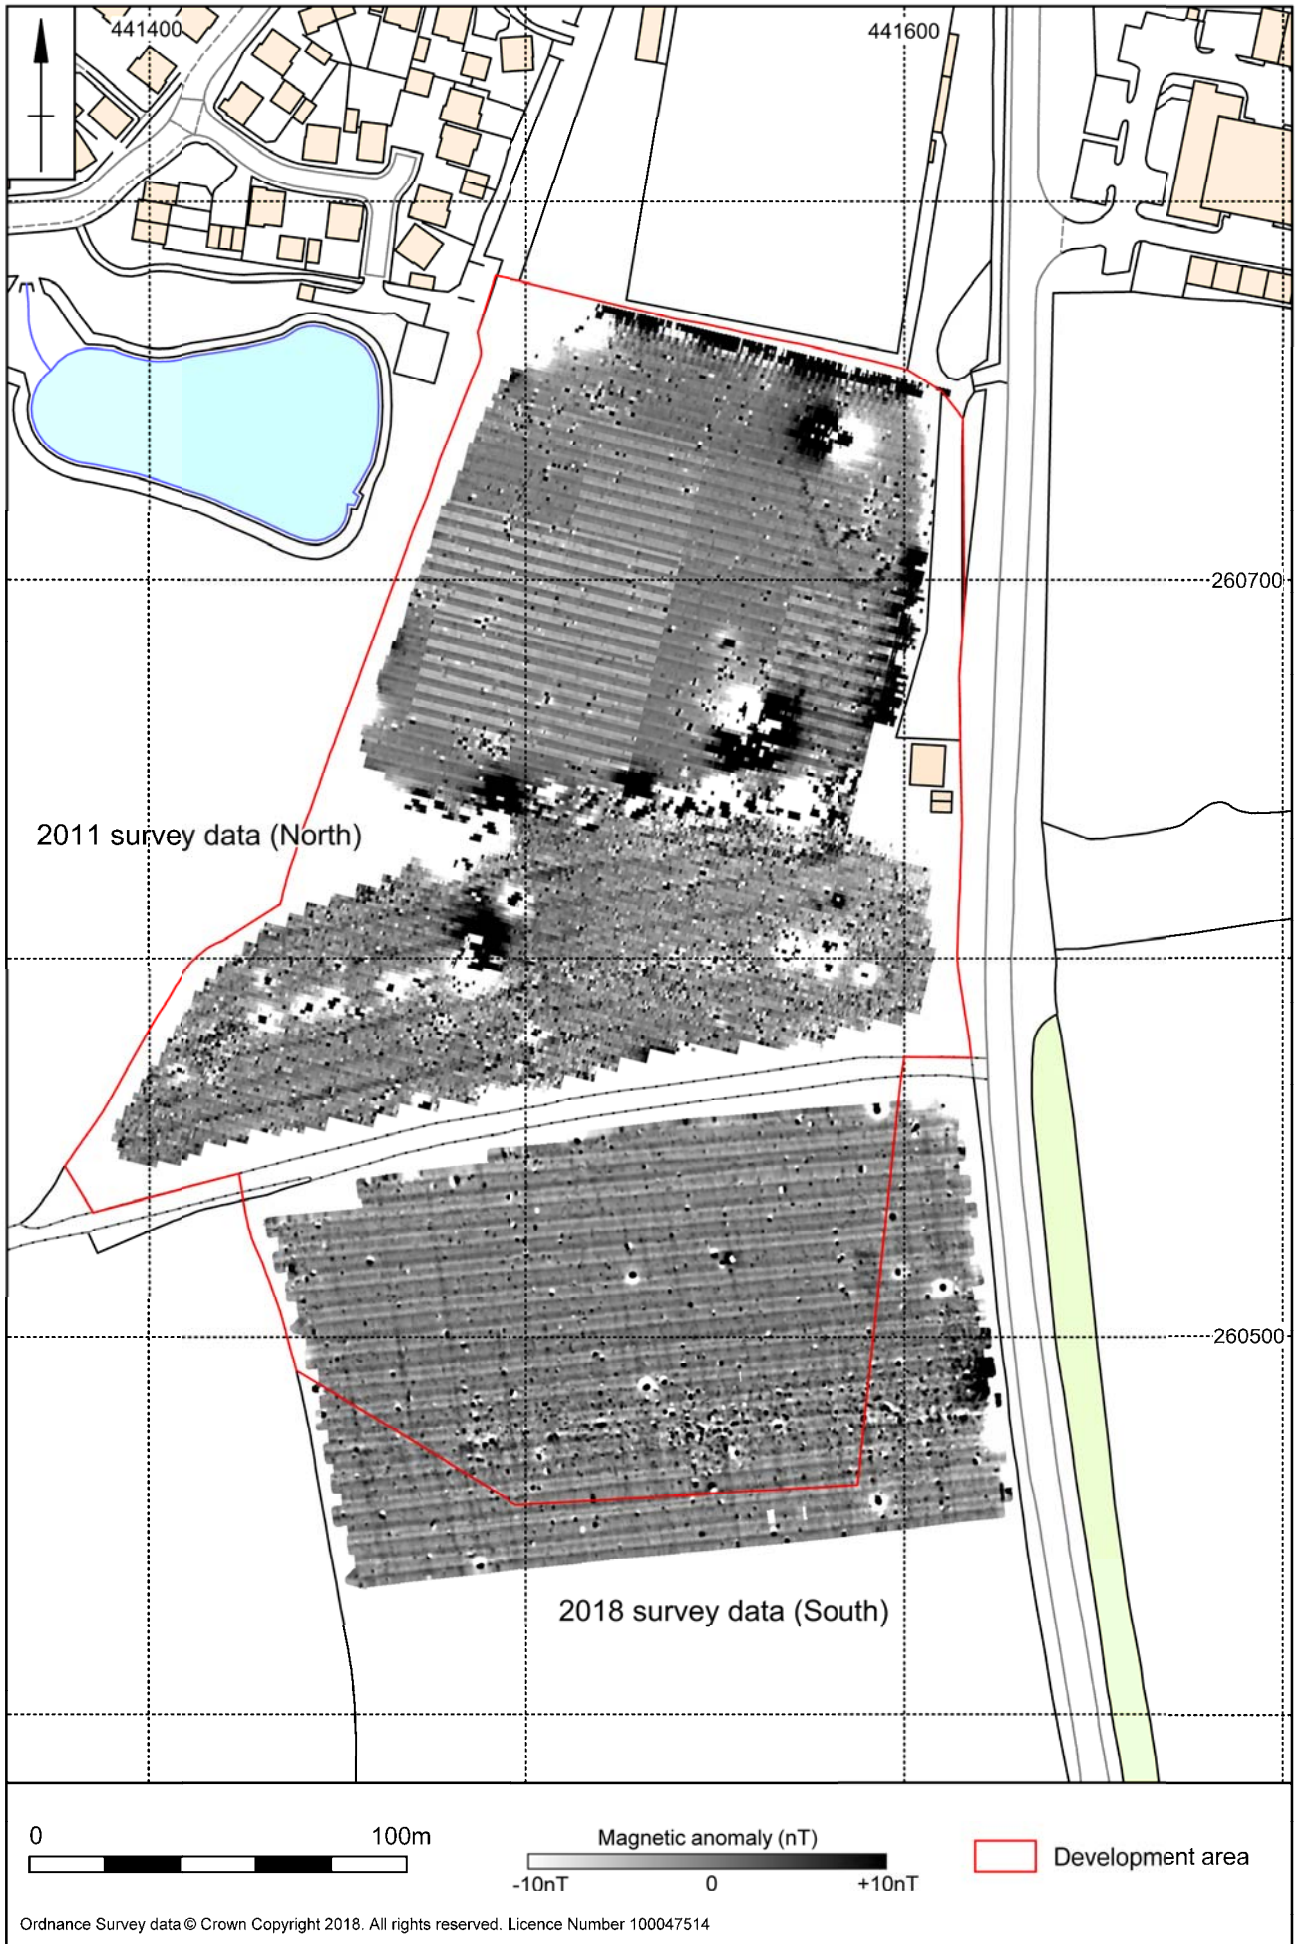 441400
441600
260700
2011 survey data (North)
260500
2018 survey data (South)
0
100m
Magnetic anomaly (nT)
-10nT
0
+10nT
Development area
Ordnance Survey data © Crown Copyright 2018. All rights reserved. Licence Number 100047514